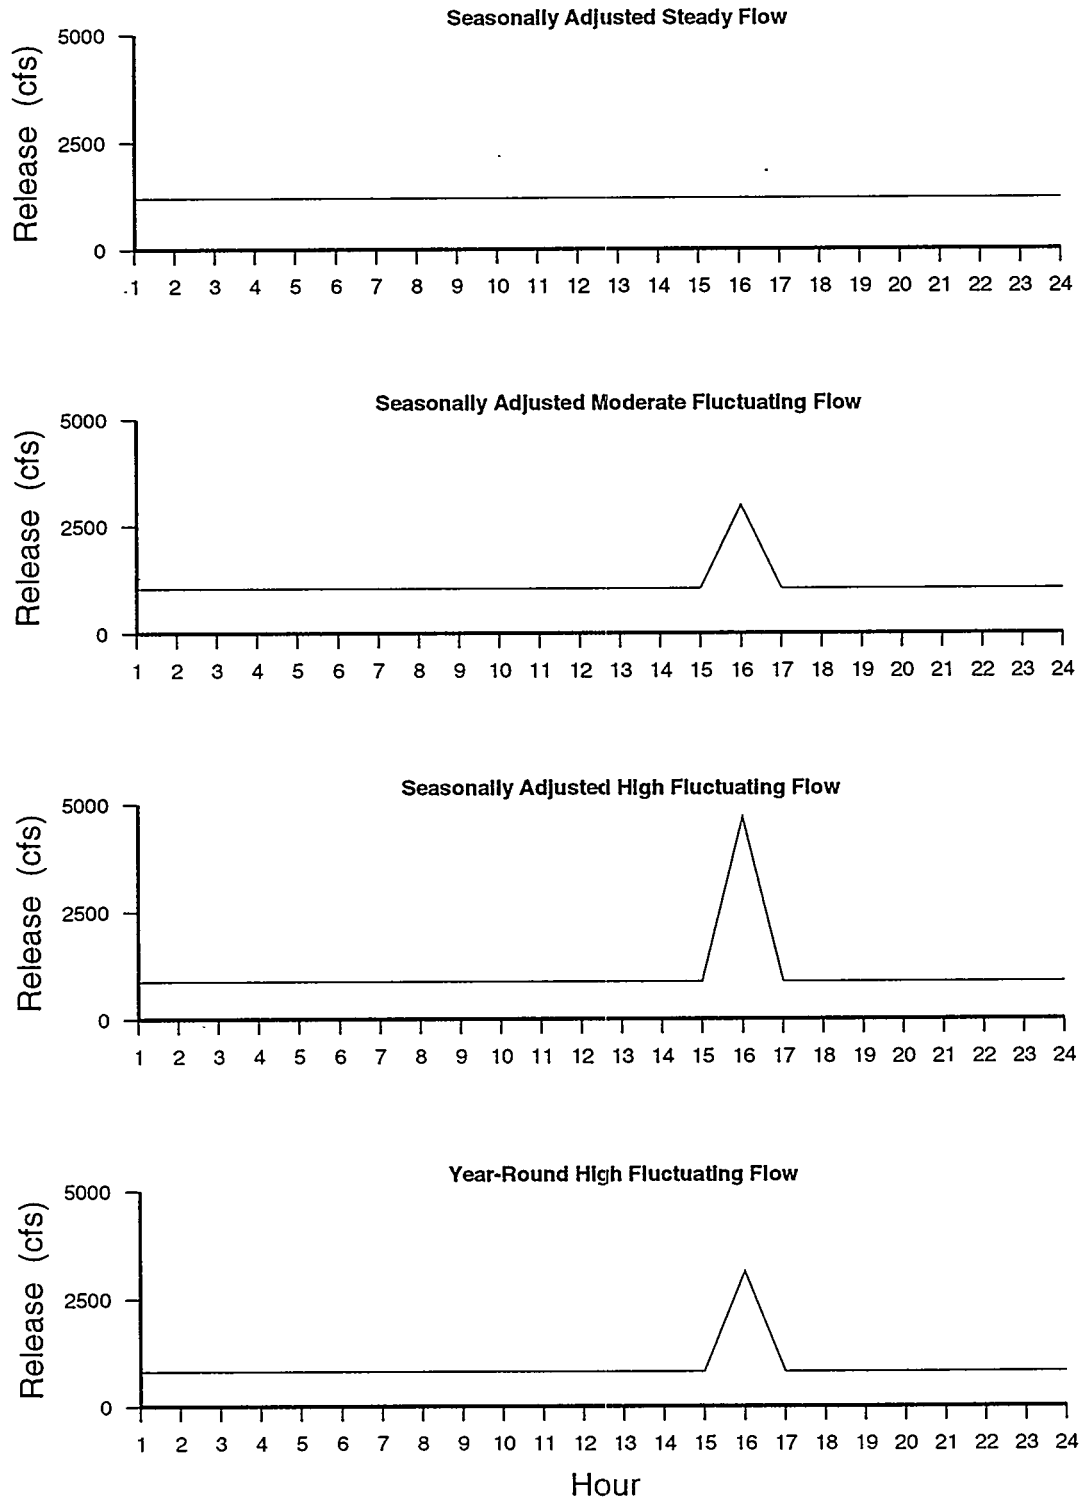 Seasonally Adjusted Steady Flow
5000
2500
0
Release (cfs)
.1 2 3 4 5 6 7 8 9 10 11 12 13 14 15 16 17 18 19 20 21 22 23 24
Seasonally Adjusted Moderate Fluctuating Flow
5000
2500
0
Release (cfs)
1 2 3 4 5 6 7 8 9 10 11 12 13 14 15 16 17 18 19 20 21 22 23 24
Seasonally Adjusted High Fluctuating Flow
5000
2500
0
Release (cfs)
1 2 3 4 5 6 7 8 9 10 11 12 13 14 15 16 17 18 19 20 21 22 23 24
Year-Round High Fluctuating Flow
5000
2500
0
Release (cfs)
1 2 3 4 5 6 7 8 9 10 11 12 13 14 15 16 17 18 19 20 21 22 23 24
Hour